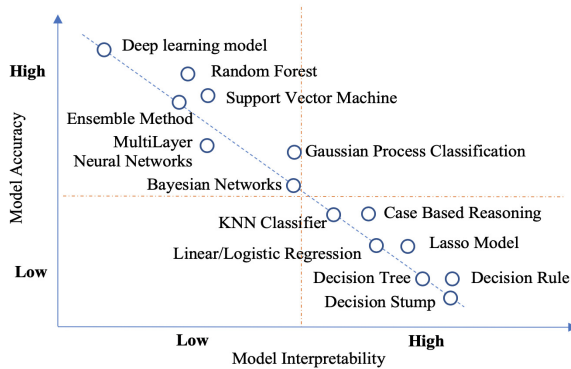 Deep learning model
High
Random Forest
Support Vector Machine
Ensemble Method
MultiLayer
Neural Networks
Gaussian Process Classification
Bayesian Networks
Model Accuracy
KNN Classifier
Case Based Reasoning
Linear/Logistic Regression
Lasso Model
Low
Decision Tree
Decision Rule
Decision Stump
Low
High
Model Interpretability